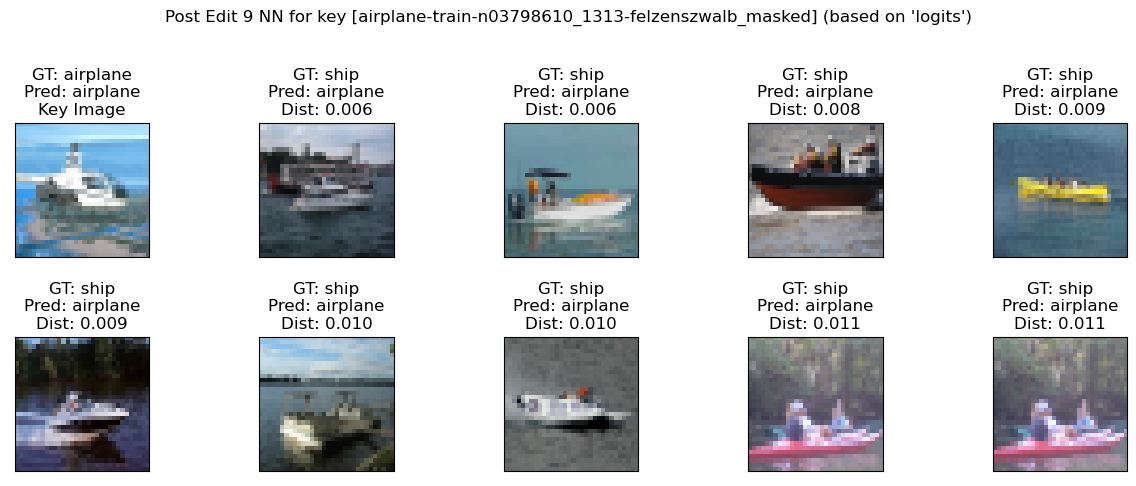 Post Edit 9 NN for key [airplane-train-n03798610_1313-felzenszwalb_masked] (based on 'logits')
GT: airplane
Pred: airplane
Key Image
GT: ship
Pred: airplane
Dist: 0.006
GT: ship
Pred: airplane
Dist: 0.006
GT: ship
Pred: airplane
Dist: 0.008
GT: ship
Pred: airplane
Dist: 0.009
GT: ship
Pred: airplane
Dist: 0.009
GT: ship
Pred: airplane
Dist: 0.010
GT: ship
Pred: airplane
Dist: 0.010
GT: ship
Pred: airplane
Dist: 0.011
GT: ship
Pred: airplane
Dist: 0.011